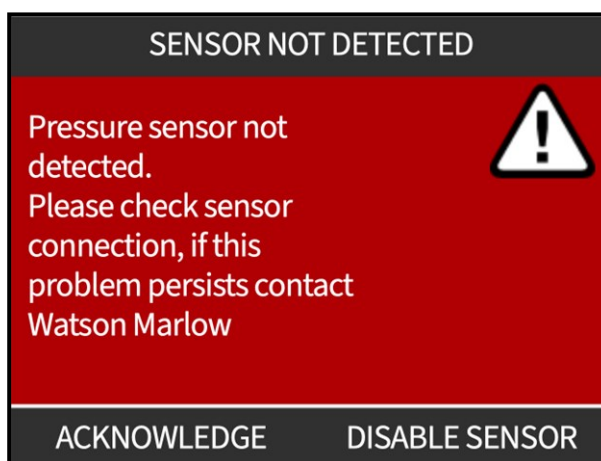 SENSOR NOT DETECTED
Pressure sensor not
detected.
Please check sensor
connection, if this
problem persists contact
Watson Marlow
ACKNOWLEDGE DISABLE SENSOR